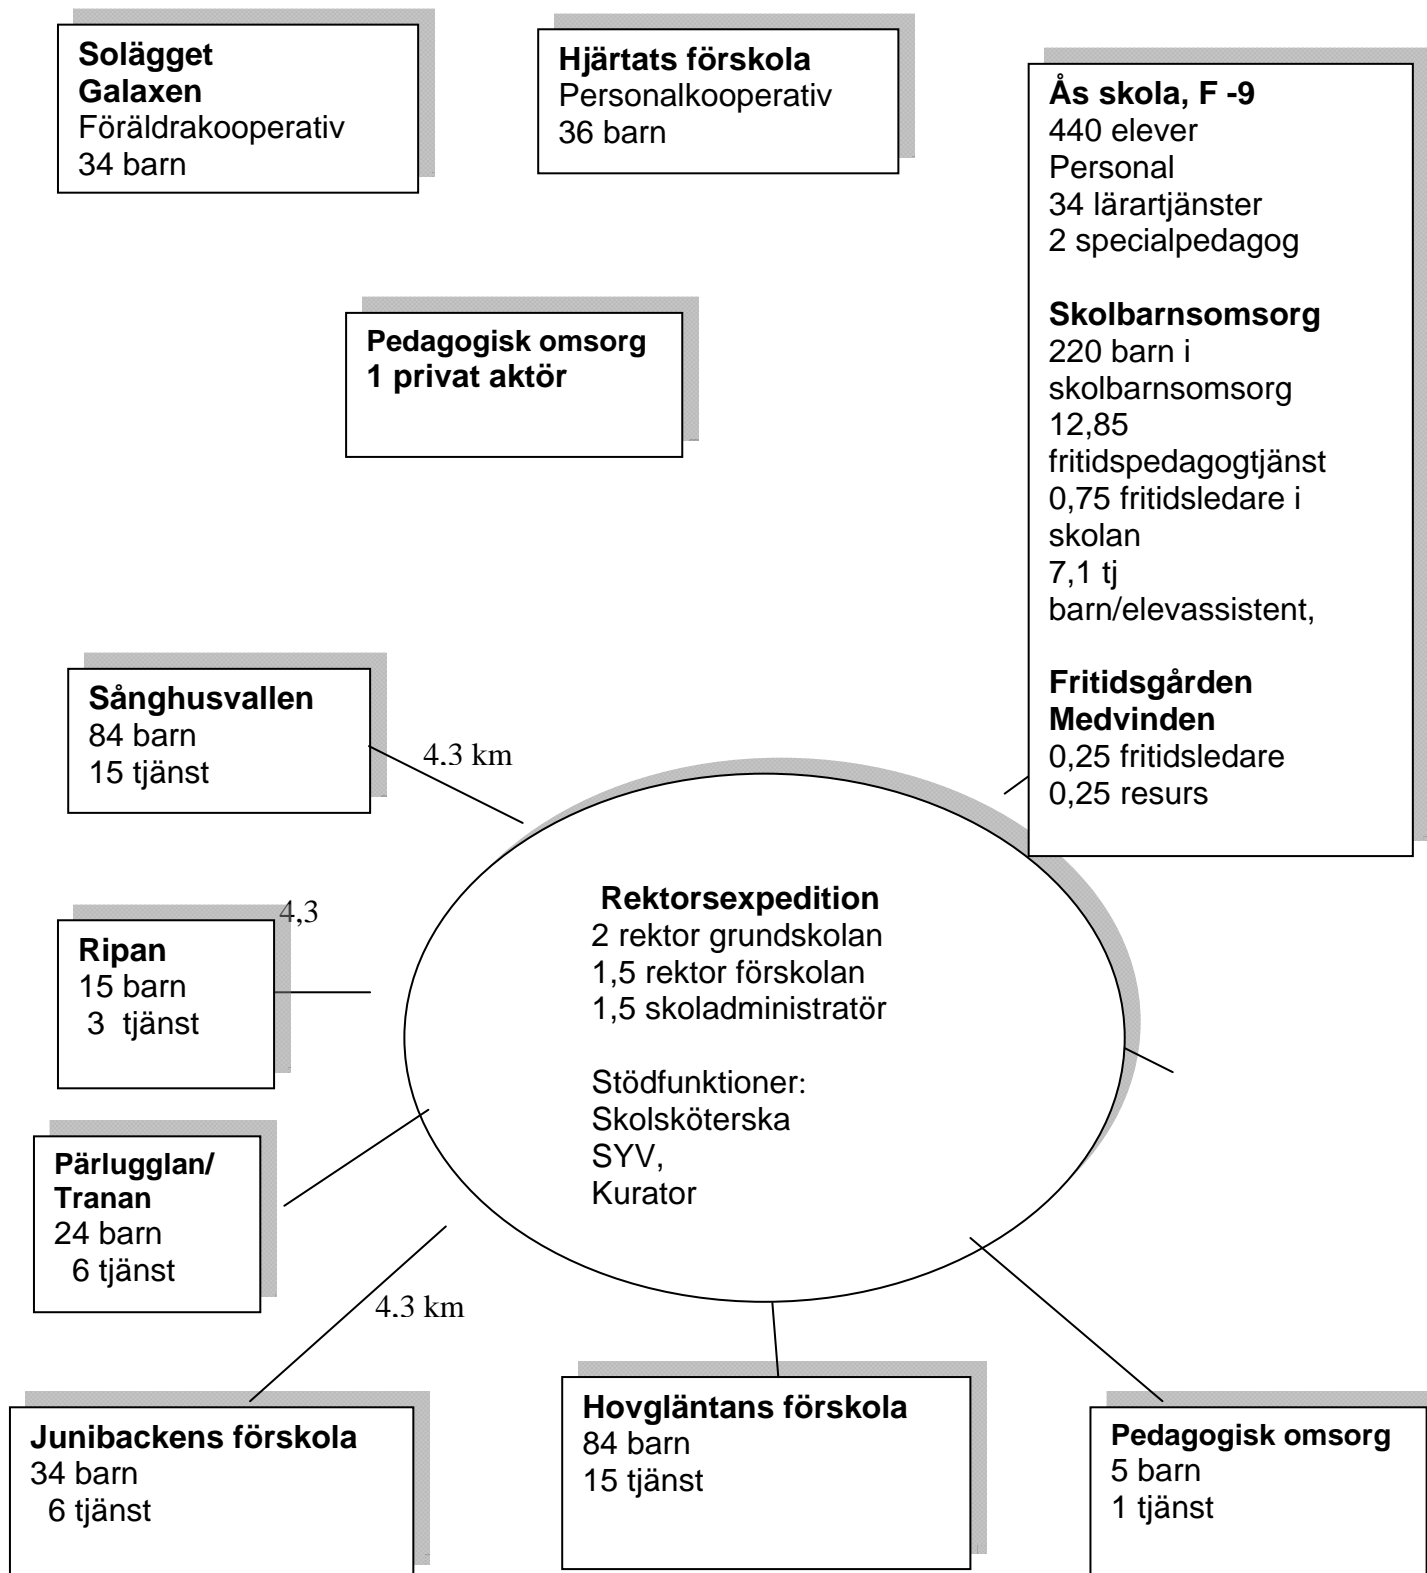 Solägget
Galaxen
Föräldrakooperativ
34 barn
Hjärtats förskola
Personalkooperativ
36 barn
Ås skola, F -9
440 elever
Personal
34 lärartjänster
2 specialpedagog
Skolbarnsomsorg
220 barn i
skolbarnsomsorg
12,85
fritidspedagogtjänst
0,75 fritidsledare i
skolan
7,1 tj
barn/elevassistent,
Fritidsgården
Medvinden
0,25 fritidsledare
0,25 resurs
Pedagogisk omsorg
1 privat aktör
Sånghusvallen
84 barn
15 tjänst
4.3 km
Ripan
15 barn
3 tjänst
4,3
Rektorsexpedition
2 rektor grundskolan
1,5 rektor förskolan
1,5 skoladministratör
Stödfunktioner:
Skolsköterska
SYV,
Kurator
Pärlugglan/
Tranan
24 barn
6 tjänst
4.3 km
Junibackens förskola
34 barn
6 tjänst
Hovgläntans förskola
84 barn
15 tjänst
Pedagogisk omsorg
5 barn
1 tjänst